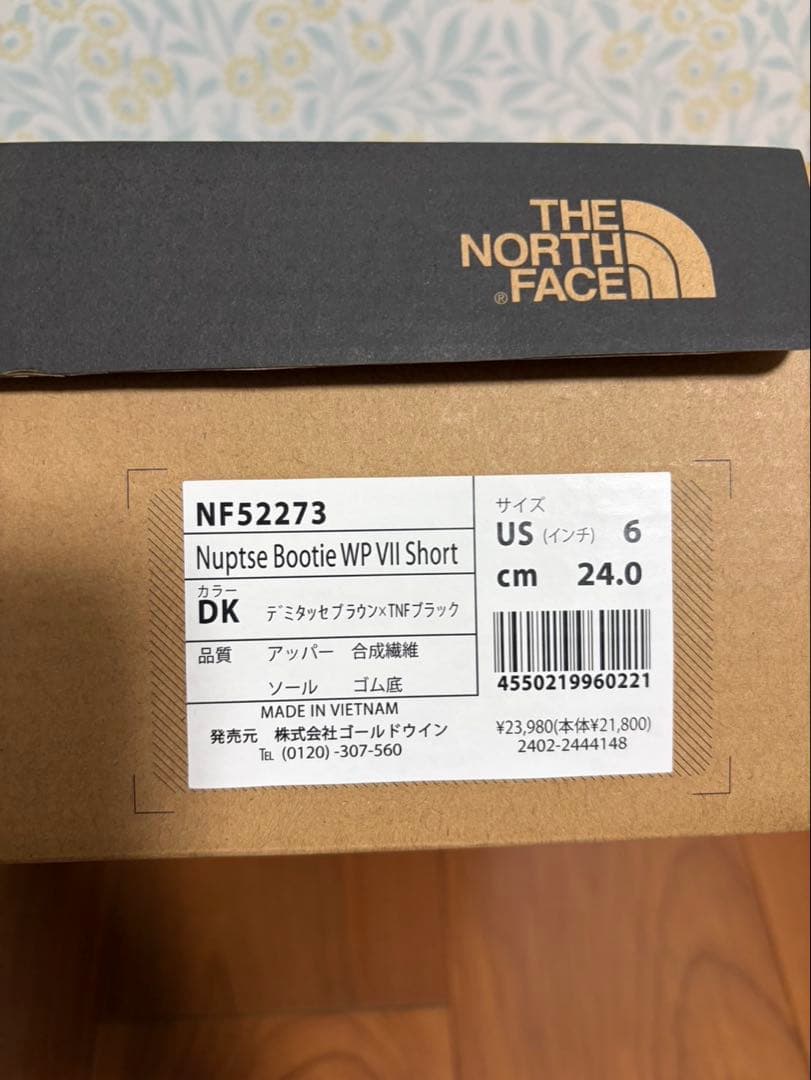 THE
NORTH
® FACE
NF52273
Nuptse Bootie WP VII Short
カラー
DK デミタッセブラウン×TNFブラック
品質 アッパー 合成繊維
ソール ゴム底
MADE IN VIETNAM
発売元 株式会社ゴールドウイン
℡ (0120) -307-560
サイズ
US (インチ) 6
cm 24.0
4550219960221
¥23,980(本体¥21,800)
2402-2444148